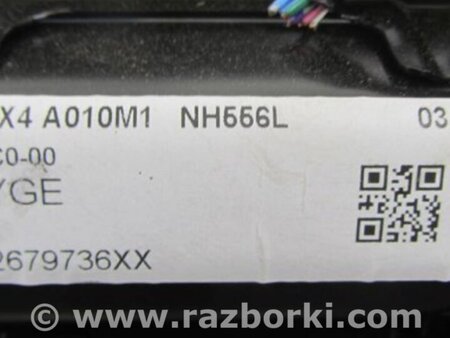 X4 A010M1 NH556L 03
C0-00
YGE
2679736XX
© www.razborki.com